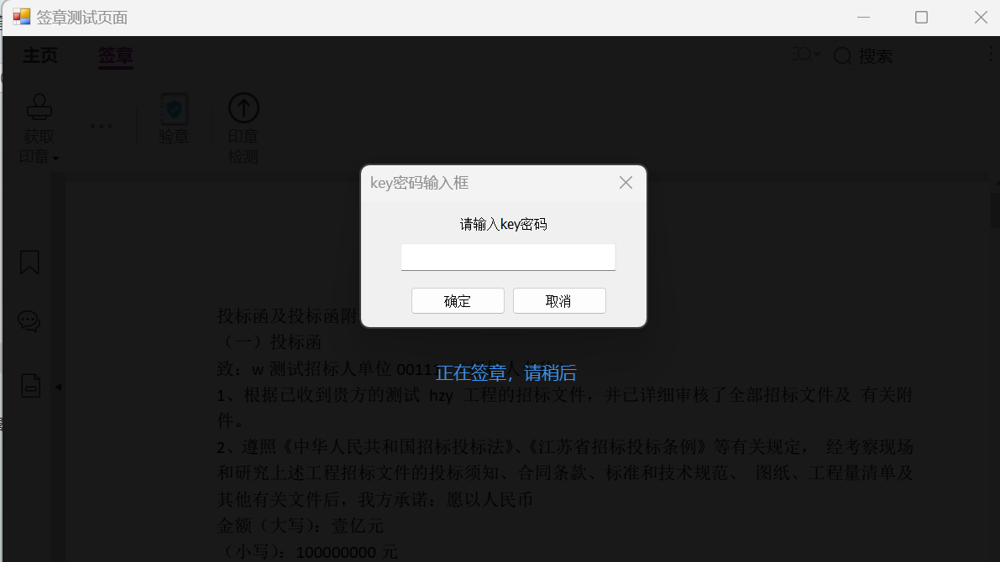 签章测试页面
主页 签章 搜索
获取
印章
验章
印章
检测
key密码输入框
请输入key密码
确定 取消
正在签章，请稍后
投标函及投标函附
（一）投标函
致：w 测试招标人单位 00111
1、根据已收到贵方的测试 hzy 工程的招标文件，并已详细审核了全部招标文件及 有关附
件。
2、遵照《中华人民共和国招标投标法》、《江苏省招标投标条例》等有关规定， 经考察现场
和研究上述工程招标文件的投标须知、合同条款、标准和技术规范、 图纸、工程量清单及
其他有关文件后，我方承诺：愿以人民币
金额（大写）：壹亿元
（小写）：100000000 元